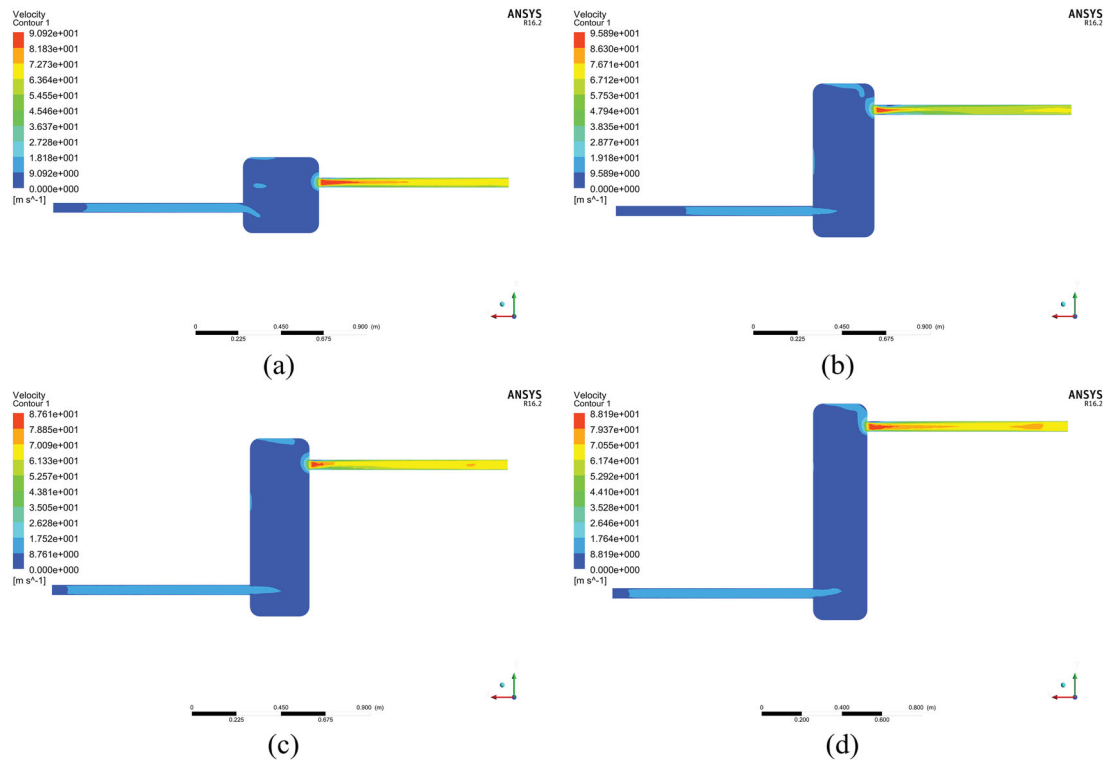 Velocity
Contour 1
9.092e+001
8.183e+001
7.273e+001
6.364e+001
5.455e+001
4.546e+001
3.637e+001
2.728e+001
1.818e+001
9.092e+000
0.000e+000
[m s^-1]
ANSYS
R16.2
0 0.450 0.900 (m)
0.225 0.675
(a)
Velocity
Contour 1
9.589e+001
8.630e+001
7.671e+001
6.712e+001
5.753e+001
4.794e+001
3.835e+001
2.877e+001
1.918e+001
9.589e+000
0.000e+000
[m s^-1]
ANSYS
R16.2
0 0.450 0.900 (m)
0.225 0.675
(b)
Velocity
Contour 1
8.761e+001
7.885e+001
7.009e+001
6.133e+001
5.257e+001
4.381e+001
3.505e+001
2.628e+001
1.752e+001
8.761e+000
0.000e+000
[m s^-1]
ANSYS
R16.2
0 0.450 0.900 (m)
0.225 0.675
(c)
Velocity
Contour 1
8.819e+001
7.937e+001
7.055e+001
6.174e+001
5.292e+001
4.410e+001
3.528e+001
2.646e+001
1.764e+001
8.819e+000
0.000e+000
[m s^-1]
ANSYS
R16.2
0 0.400 0.800 (m)
0.200 0.600
(d)